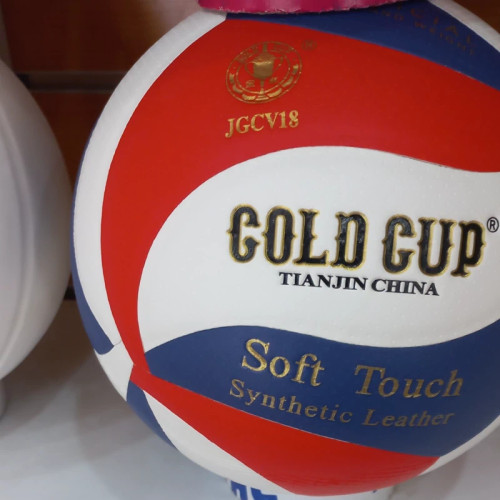 JGCV18
GOLD CUP®
TIANJIN CHINA
Soft Touch
Synthetic Leather